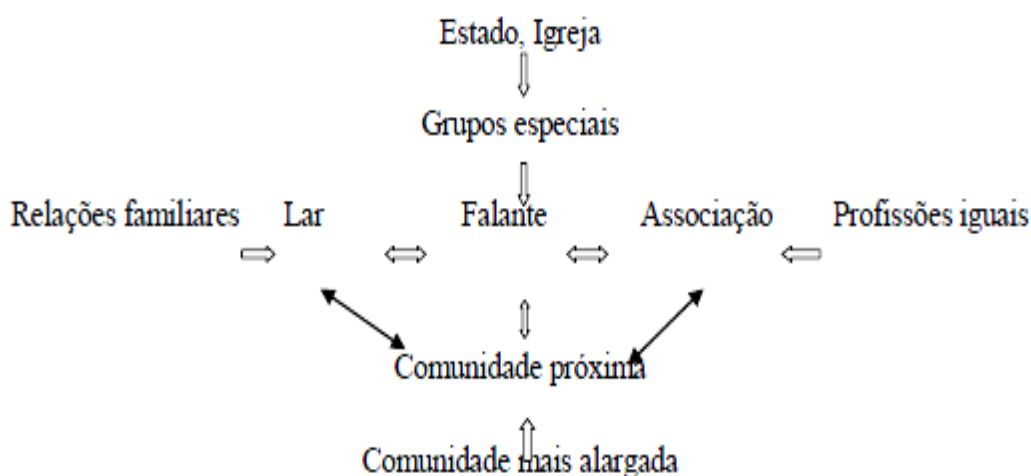 Estado, Igreja
Grupos especiais
Relações familiares Lar Falante Associação Profissões iguais
Comunidade próxima
Comunidade mais alargada